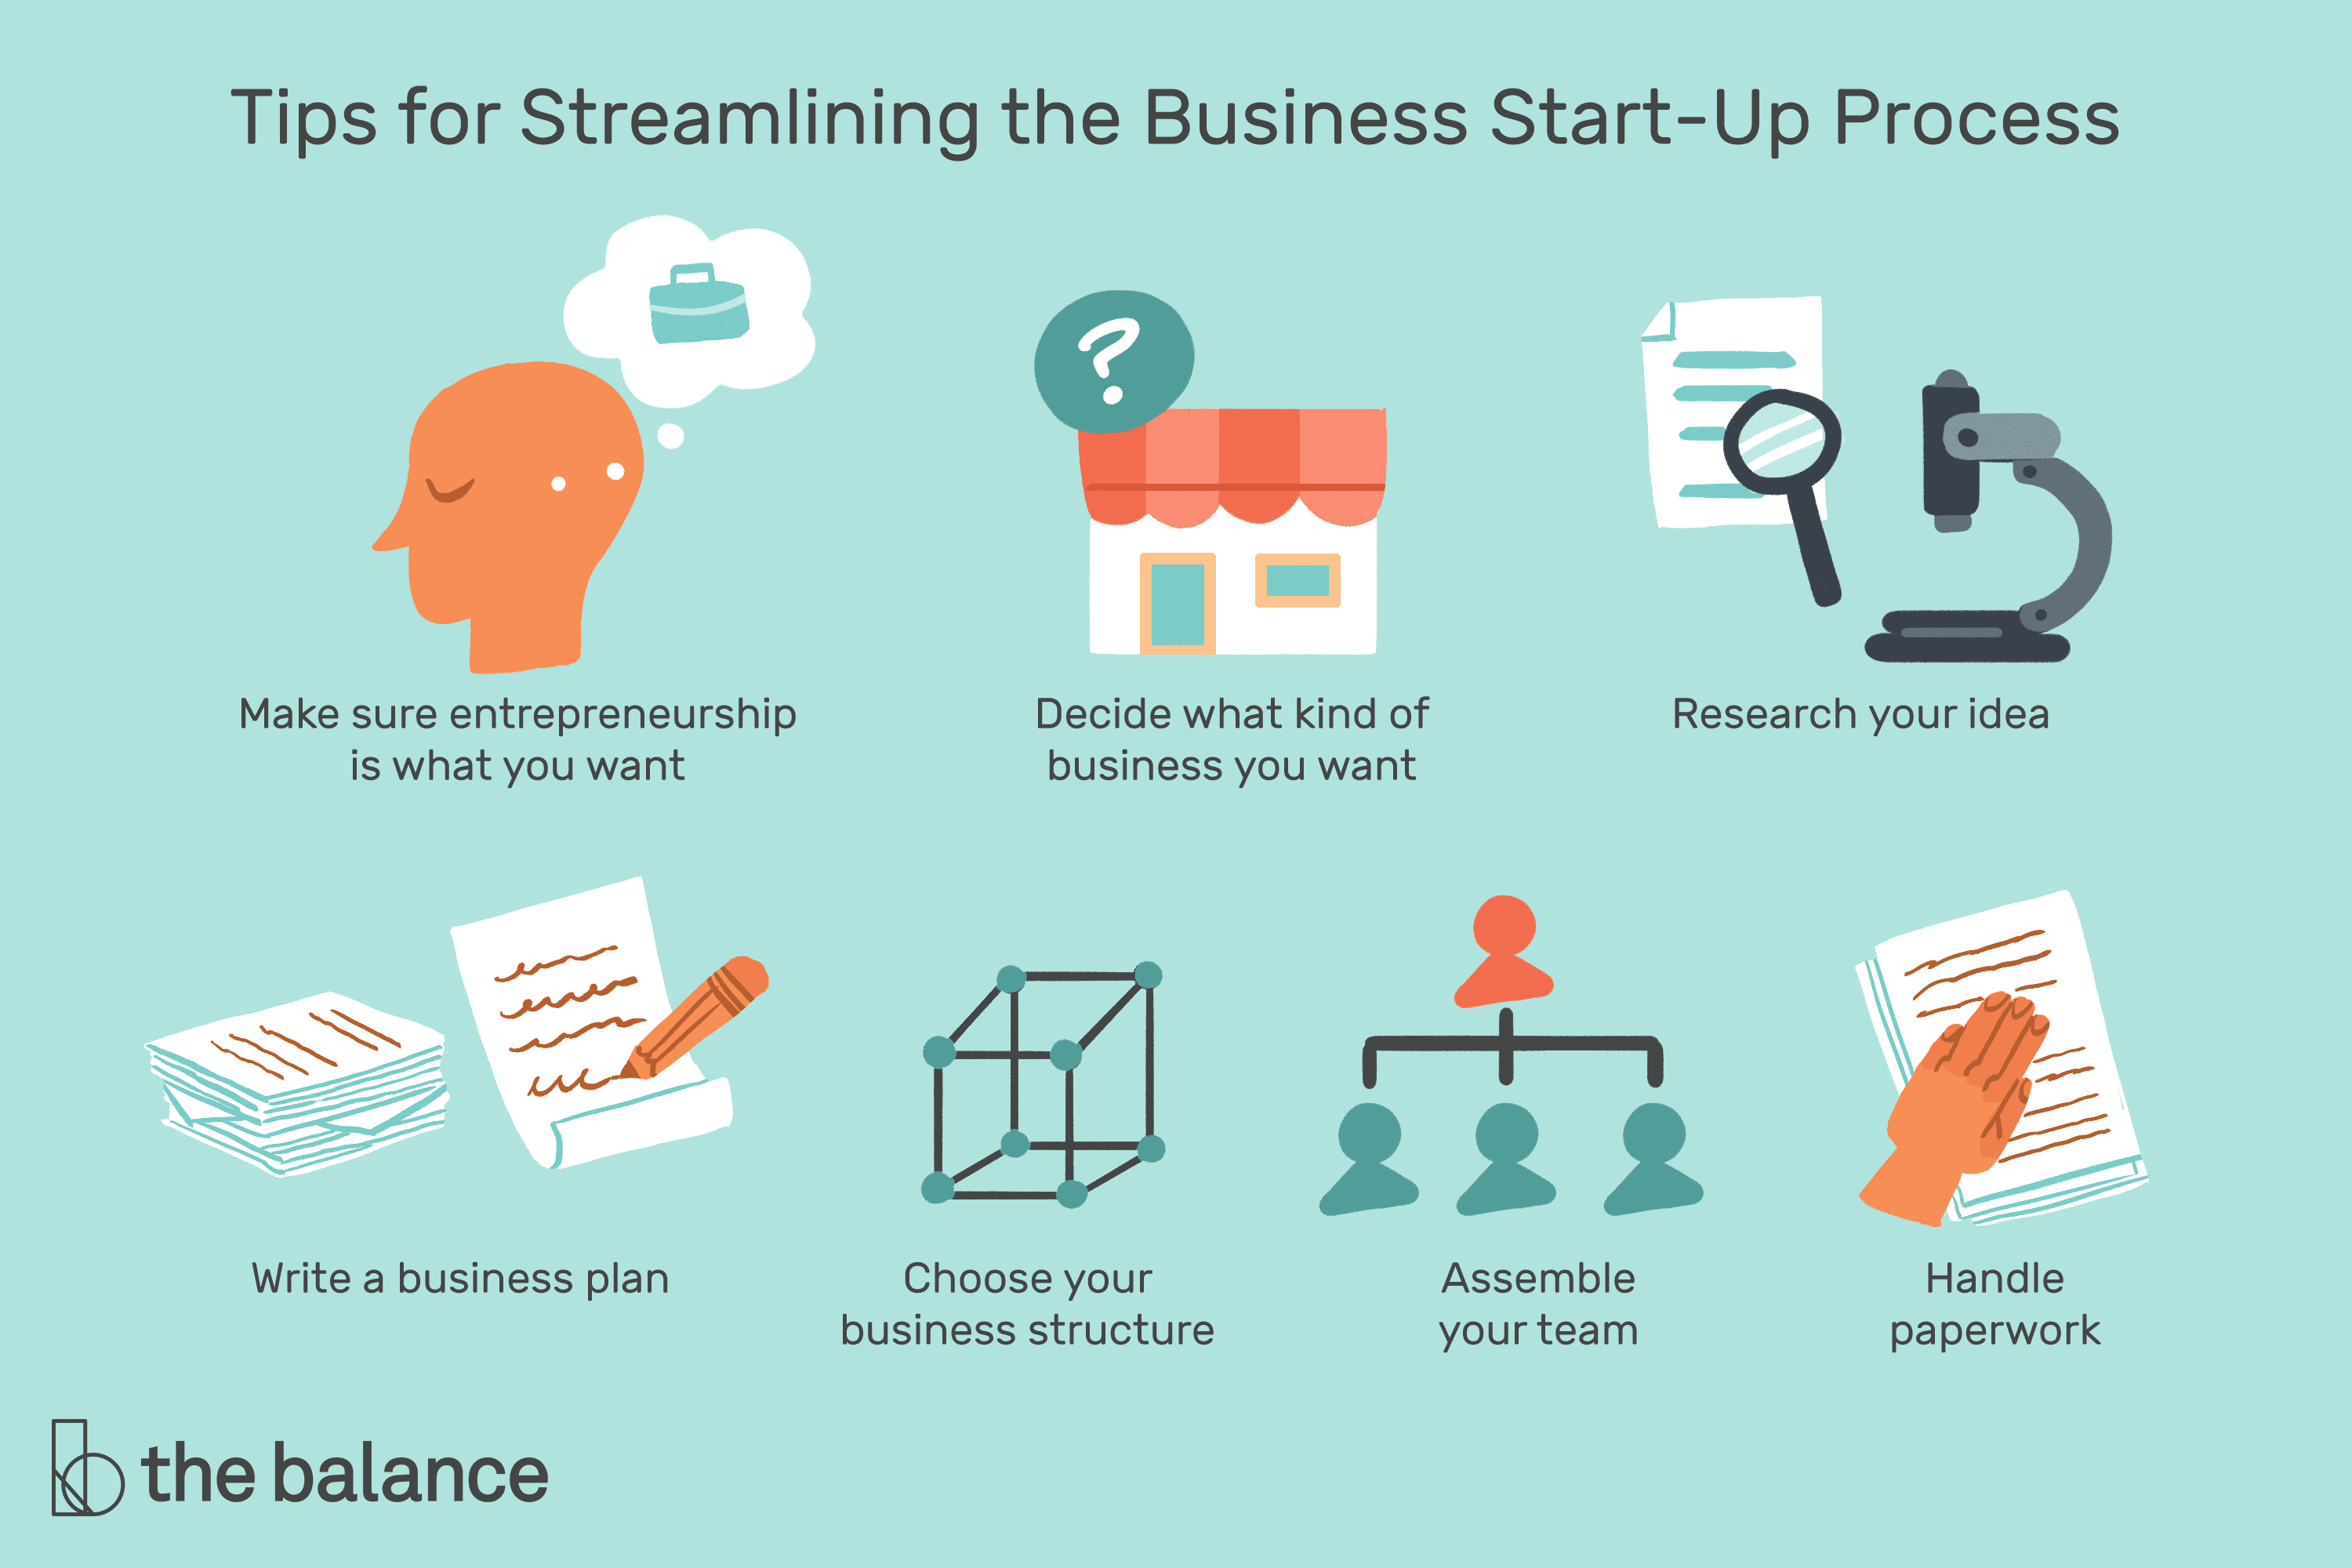 Tips for Streamlining the Business Start-Up Process
Make sure entrepreneurship
is what you want
Decide what kind of
business you want
Research your idea
Write a business plan
Choose your
business structure
Assemble
your team
Handle
paperwork
the balance